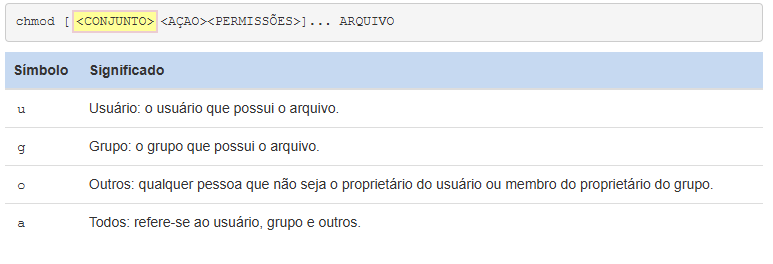 chmod [<CONJUNTO><AÇAO><PERMISSÕES>]... ARQUIVO
Símbolo Significado
u Usuário: o usuário que possui o arquivo.
g Grupo: o grupo que possui o arquivo.
o Outros: qualquer pessoa que não seja o proprietário do usuário ou membro do proprietário do grupo.
a Todos: refere-se ao usuário, grupo e outros.